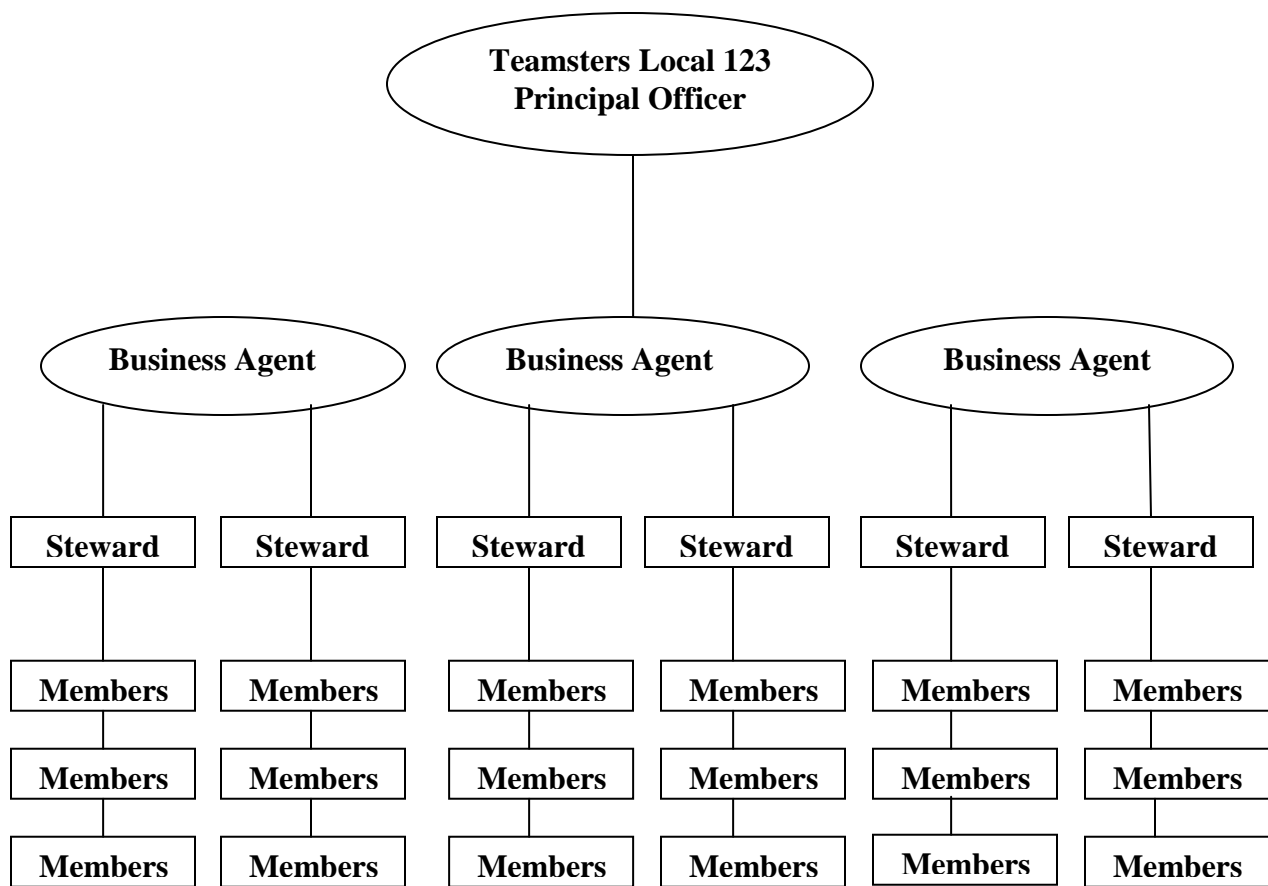 Teamsters Local 123
Principal Officer
Business Agent Business Agent Business Agent
Steward Steward Steward Steward Steward Steward
Members Members Members Members Members Members
Members Members Members Members Members Members
Members Members Members Members Members Members